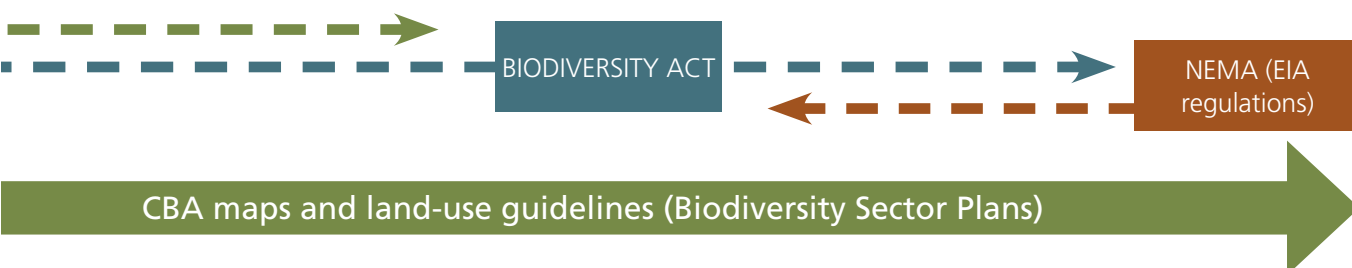 BIODIVERSITY ACT
NEMA (EIA
regulations)
CBA maps and land-use guidelines (Biodiversity Sector Plans)